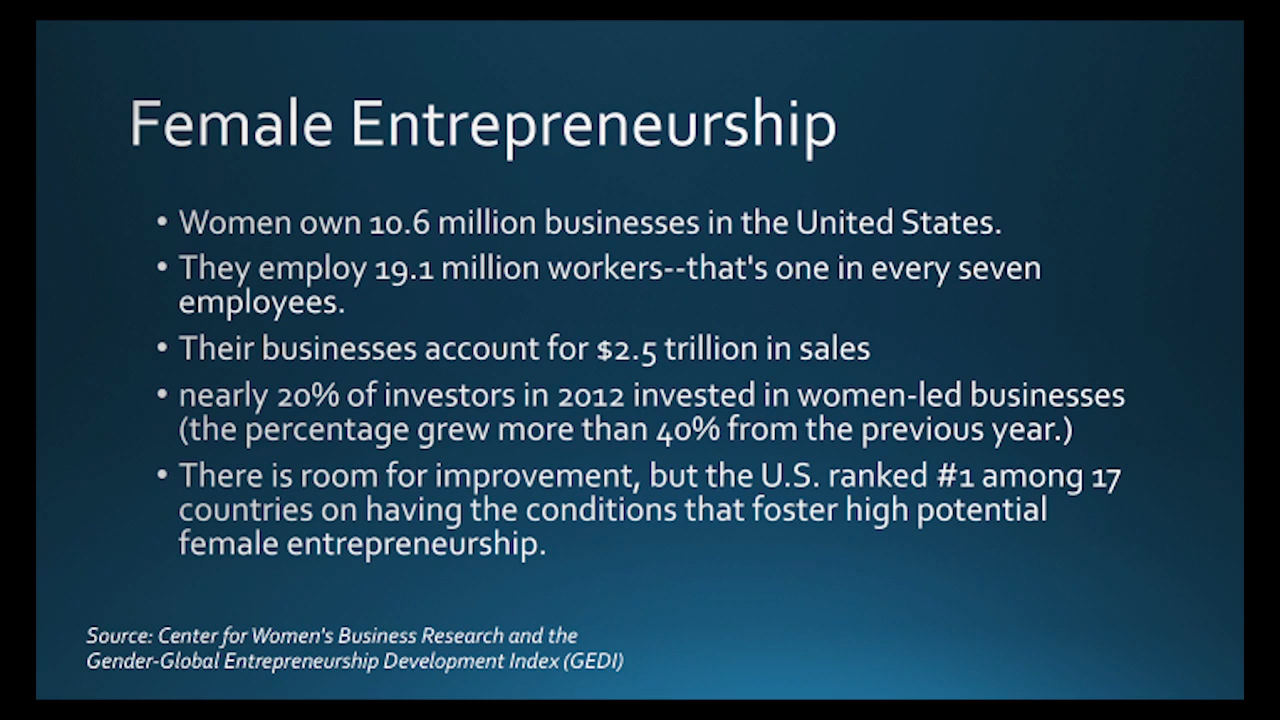 Female Entrepreneurship
• Women own 10.6 million businesses in the United States.
• They employ 19.1 million workers--that's one in every seven
employees.
• Their businesses account for $2.5 trillion in sales
• nearly 20% of investors in 2012 invested in women-led businesses
(the percentage grew more than 40% from the previous year.)
• There is room for improvement, but the U.S. ranked #1 among 17
countries on having the conditions that foster high potential
female entrepreneurship.
Source: Center for Women's Business Research and the
Gender-Global Entrepreneurship Development Index (GEDI)